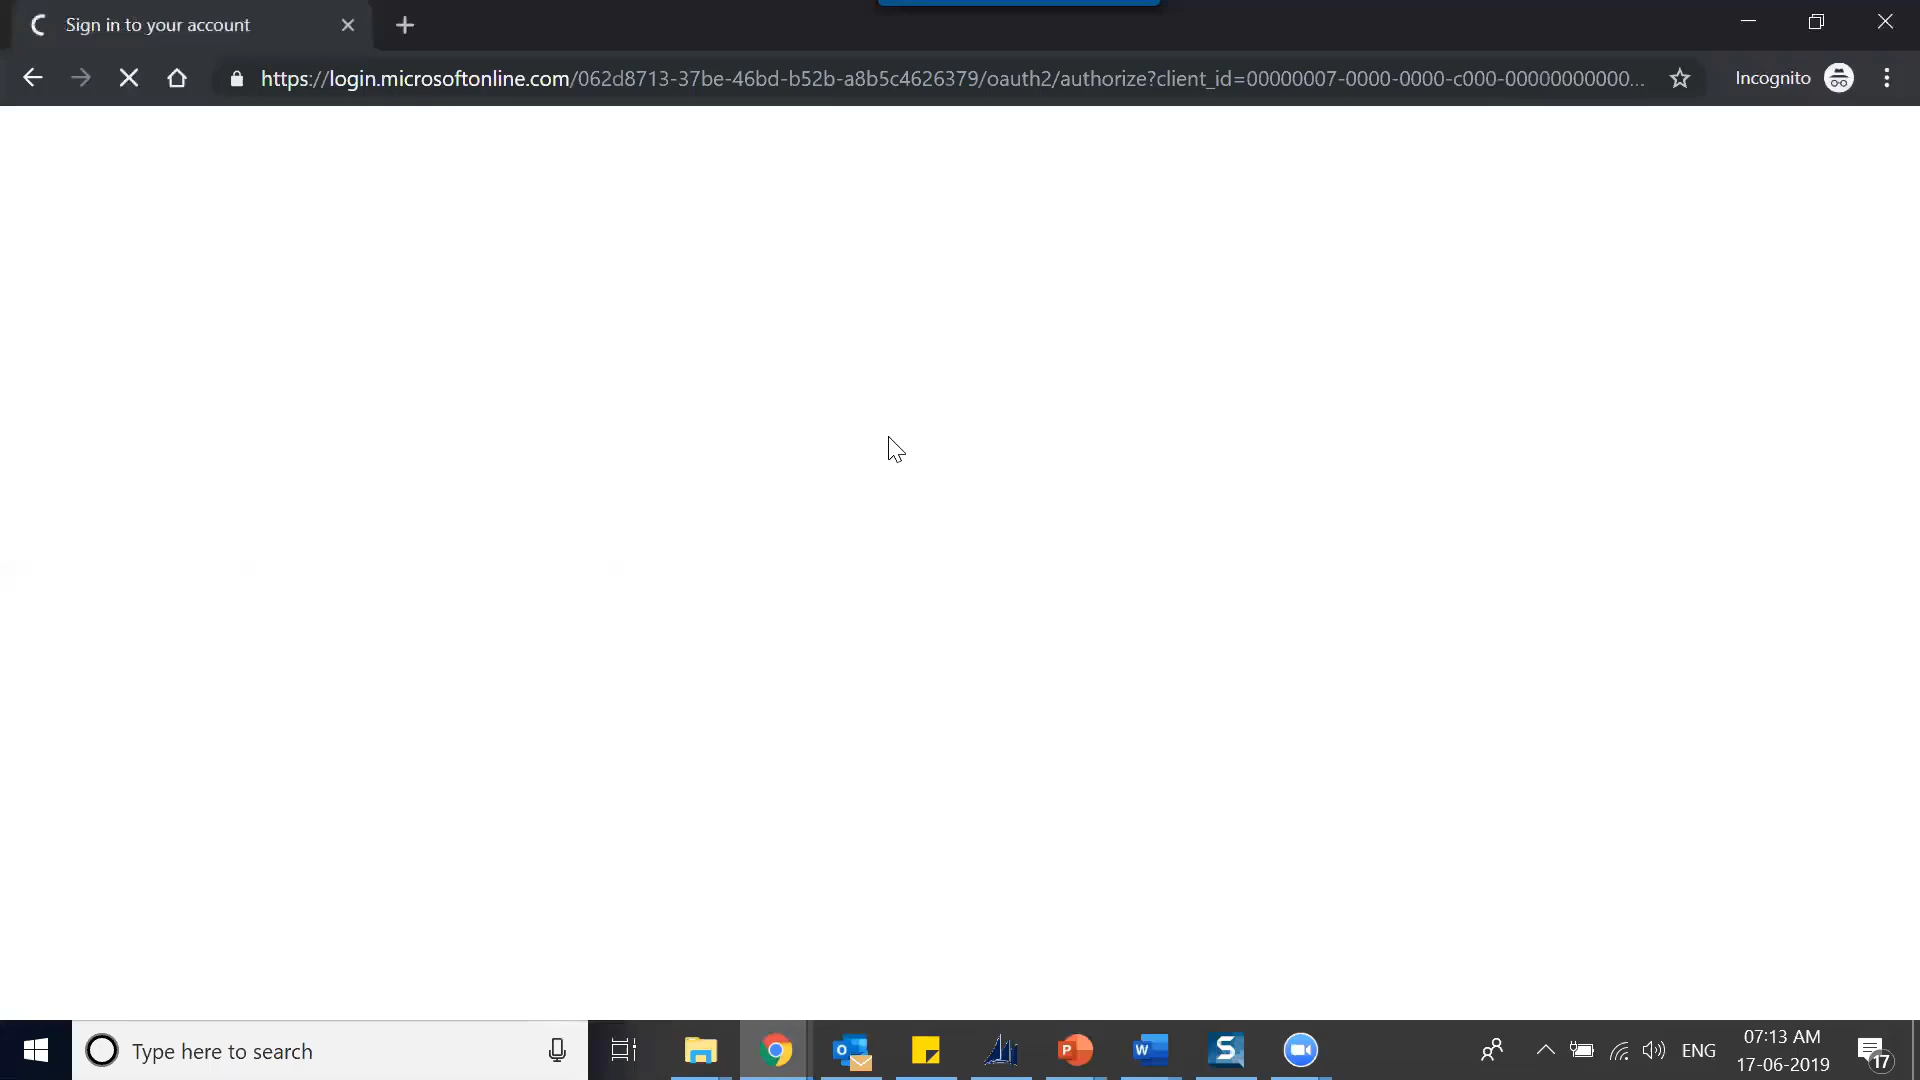 Sign in to your account
https://login.microsoftonline.com/062d8713-37be-46bd-b52b-a8b5c4626379/oauth2/authorize?client_id=00000007-0000-0000-c000-00000000000...
Incognito
Type here to search
ENG
07:13 AM
17-06-2019
17